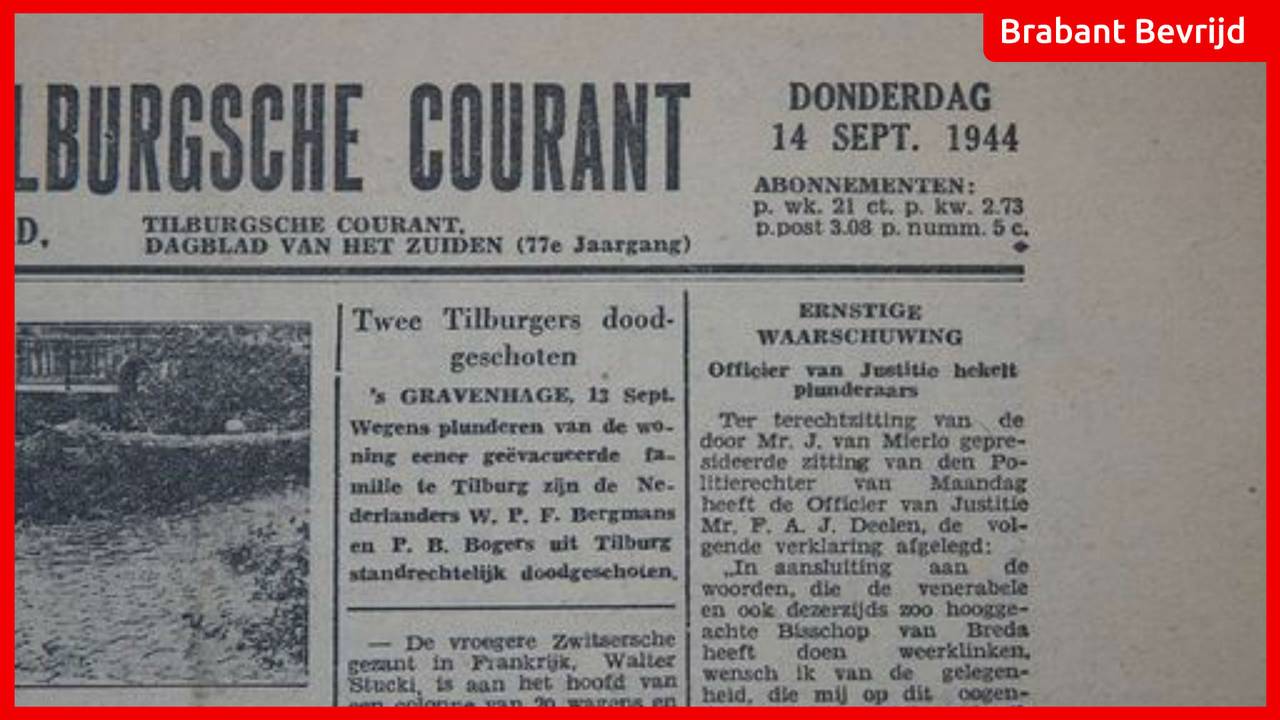 Brabant Bevrijd
LBURGSCHE COURANT
DONDERDAG
14 SEPT. 1944
ABONNEMENTEN:
p. wk. 21 ct. p. kw. 2.73
p.post 3.08 p. numm. 5 c.
D.
TILBURGSCHE COURANT,
DAGBLAD VAN HET ZUIDEN (77e Jaargang)
Twee Tilburgers dood-
geschoten
's GRAVENHAGE, 13 Sept.
Wegens plunderen van de wo-
ning eener geëvacueerde fa-
milie te Tilburg zijn de Ne-
derlanders W. P. F. Bergmans
en P. B. Bogers uit Tilburg
standrechtelijk doodgeschoten.
— De vroegere Zwitsersche
gezant in Frankrijk, Walter
Stucki, is aan het hoofd van
een colonne van 20 wagens en
ERNSTIGE
WAARSCHUWING
Officier van Justitie hekelt
plunderaars
Ter terechtzitting van de
door Mr. J. van Mierlo gepre-
sideerde zitting van den Po-
litierechter van Maandag
heeft de Officier van Justitie
Mr. F. A. J. Deelen, de vol-
gende verklaring afgelegd:
„In aansluiting aan de
woorden, die de venerabele
en ook dezerzijds zoo hoogge-
achte Bisschop van Breda
heeft doen weerklinken,
wensch ik van de gelegen-
heid, die mij op dit oogen-